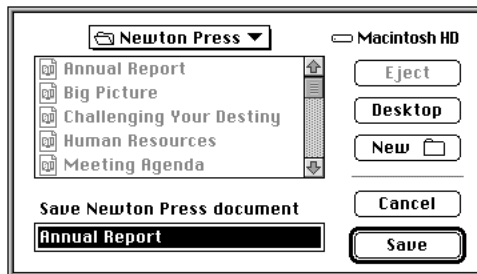 Newton Press
Macintosh HD
Annual Report
Big Picture
Challenging Your Destiny
Human Resources
Meeting Agenda
Eject
Desktop
New
Save Newton Press document
Annual Report
Cancel
Save